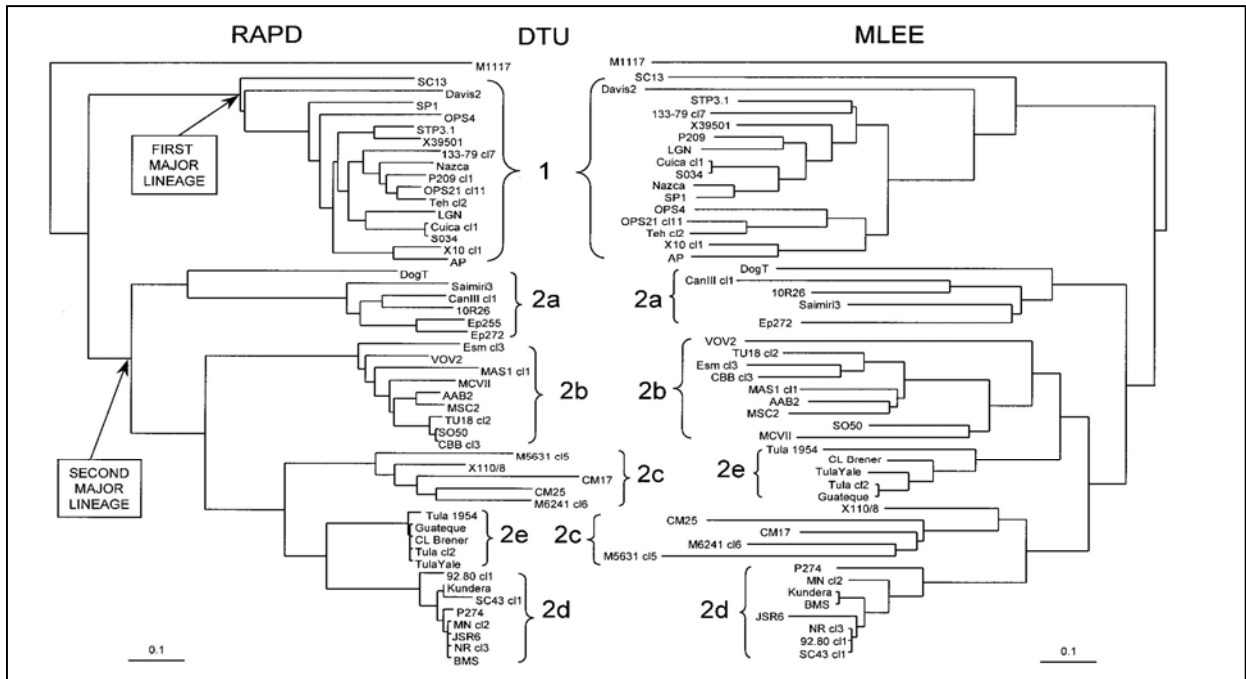 RAPD DTU MLEE
M1117
SC13
Davis2
SP1
OPS4
STP3.1
X39501
133-79 cl7
Nazca
P209 cl1
OPS21 cl11
Teh cl2
LGN
Cuica cl1
S034
X10 cl1
AP
FIRST
MAJOR
LINEAGE
1
DogT
Saimiri3
CanIII cl1
10R26
Ep255
Ep272
2a
Esm cl3
VOV2
MAS1 cl1
MCVII
AAB2
MSC2
TU18 cl2
SO50
CBB cl3
2b
SECOND
MAJOR
LINEAGE
M5631 cl5
X110/8
CM17
CM25
M6241 cl6
2c
Tula 1954
Guateque
CL Brener
Tula cl2
TulaYale
2e
92.80 cl1
Kundera
SC43 cl1
P274
MN cl2
JSR6
NR cl3
BMS
2d
0.1
M1117
SC13
Davis2
STP3.1
133-79 cl7
X39501
P209
LGN
Cuica cl1
S034
Nazca
SP1
OPS4
OPS21 cl11
Teh cl2
X10 cl1
AP
2a
DogT
CanIII cl1
10R26
Saimiri3
Ep272
2b
VOV2
TU18 cl2
Esm cl3
CBB cl3
MAS1 cl1
AAB2
MSC2
SO50
MCVII
2e
Tula 1954
CL Brener
TulaYale
Tula cl2
Guateque
X110/8
2c
CM25
CM17
M6241 cl6
M5631 cl5
2d
P274
MN cl2
Kundera
BMS
JSR6
NR cl3
92.80 cl1
SC43 cl1
0.1